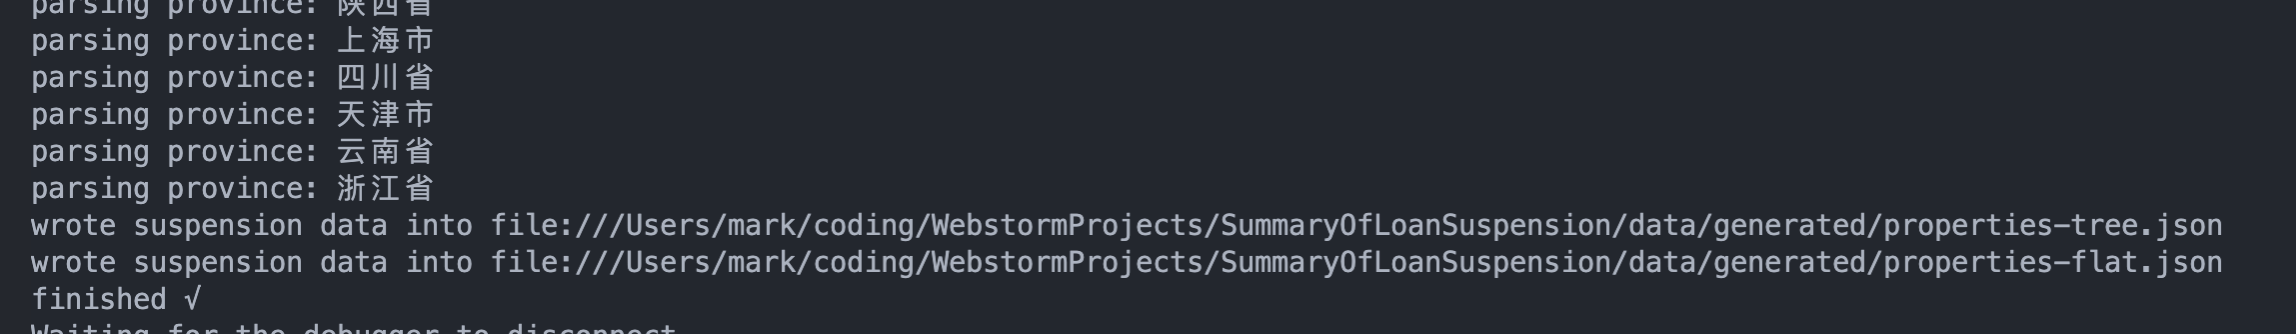 parsing province: 陕西省
parsing province: 上海市
parsing province: 四川省
parsing province: 天津市
parsing province: 云南省
parsing province: 浙江省
wrote suspension data into file:///Users/mark/coding/WebstormProjects/SummaryOfLoanSuspension/data/generated/properties-tree.json
wrote suspension data into file:///Users/mark/coding/WebstormProjects/SummaryOfLoanSuspension/data/generated/properties-flat.json
finished √
Waiting for the debugger to disconnect